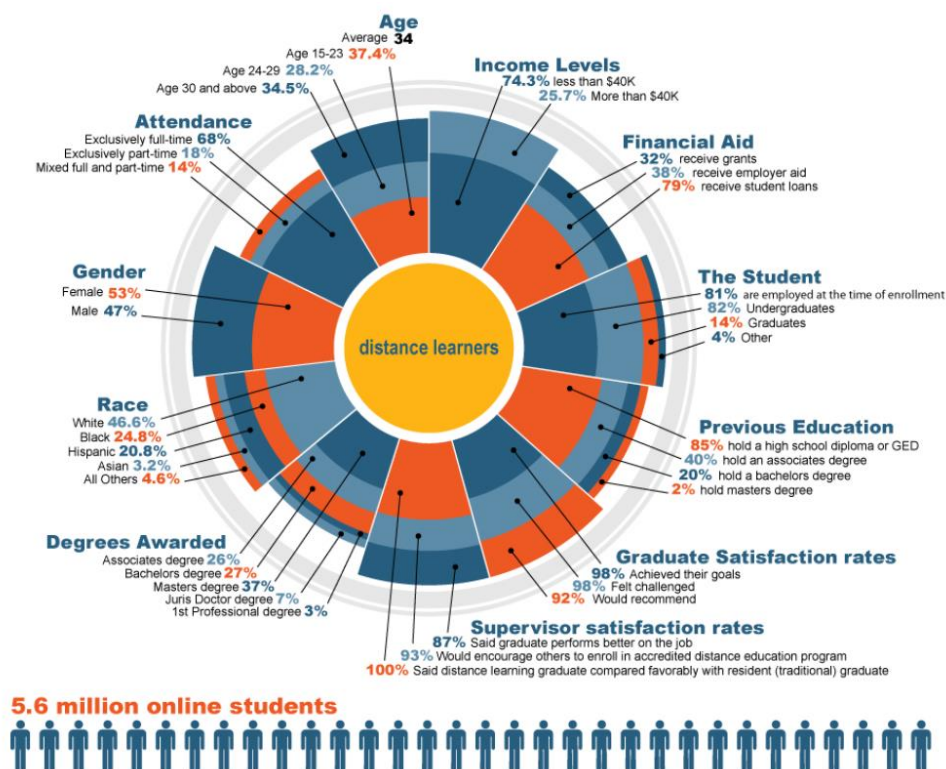 Age
Average 34
Age 15-23 37.4%
Age 24-29 28.2%
Age 30 and above 34.5%
Income Levels
74.3% less than $40K
25.7% More than $40K
Attendance
Exclusively full-time 68%
Exclusively part-time 18%
Mixed full and part-time 14%
Financial Aid
32% receive grants
38% receive employer aid
79% receive student loans
Gender
Female 53%
Male 47%
The Student
81% are employed at the time of enrollment
82% Undergraduates
14% Graduates
4% Other
distance learners
Race
White 46.6%
Black 24.8%
Hispanic 20.8%
Asian 3.2%
All Others 4.6%
Previous Education
85% hold a high school diploma or GED
40% hold an associates degree
20% hold a bachelors degree
2% hold masters degree
Degrees Awarded
Associates degree 26%
Bachelors degree 27%
Masters degree 37%
Juris Doctor degree 7%
1st Professional degree 3%
Graduate Satisfaction rates
98% Achieved their goals
98% Felt challenged
92% Would recommend
Supervisor satisfaction rates
87% Said graduate performs better on the job
93% Would encourage others to enroll in accredited distance education program
100% Said distance learning graduate compared favorably with resident (traditional) graduate
5.6 million online students